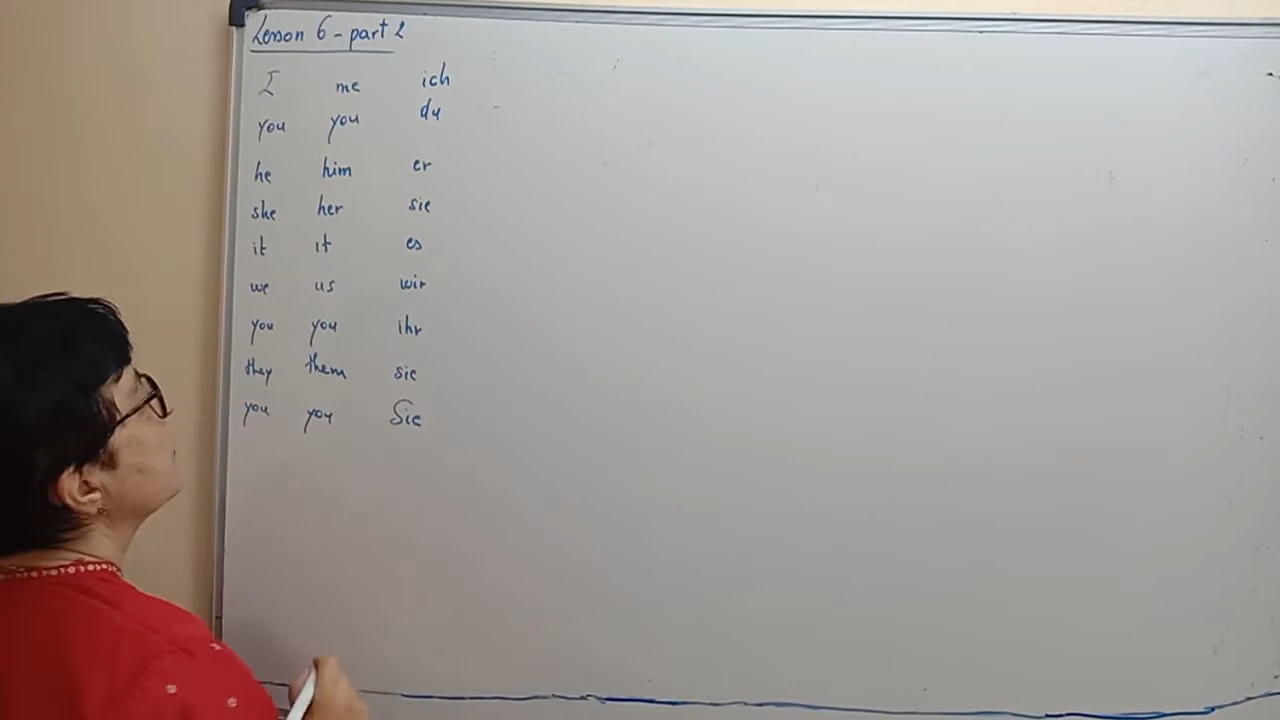 Lesson 6 - part 2
I me ich
you you du
he him er
she her sie
it it es
we us wir
you you ihr
they them sie
you you Sie